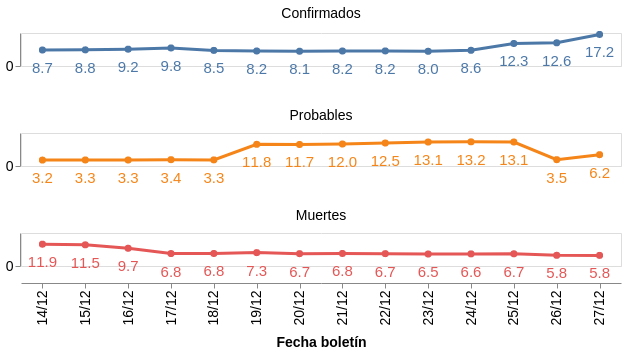 Confirmados
0
8.7 8.8 9.2 9.8 8.5 8.2 8.1 8.2 8.2 8.0 8.6 12.3 12.6 17.2
Probables
0
3.2 3.3 3.3 3.4 3.3 11.8 11.7 12.0 12.5 13.1 13.2 13.1 3.5 6.2
Muertes
0
11.9 11.5 9.7 6.8 6.8 7.3 6.7 6.8 6.7 6.5 6.6 6.7 5.8 5.8
14/12 15/12 16/12 17/12 18/12 19/12 20/12 21/12 22/12 23/12 24/12 25/12 26/12 27/12
Fecha boletín